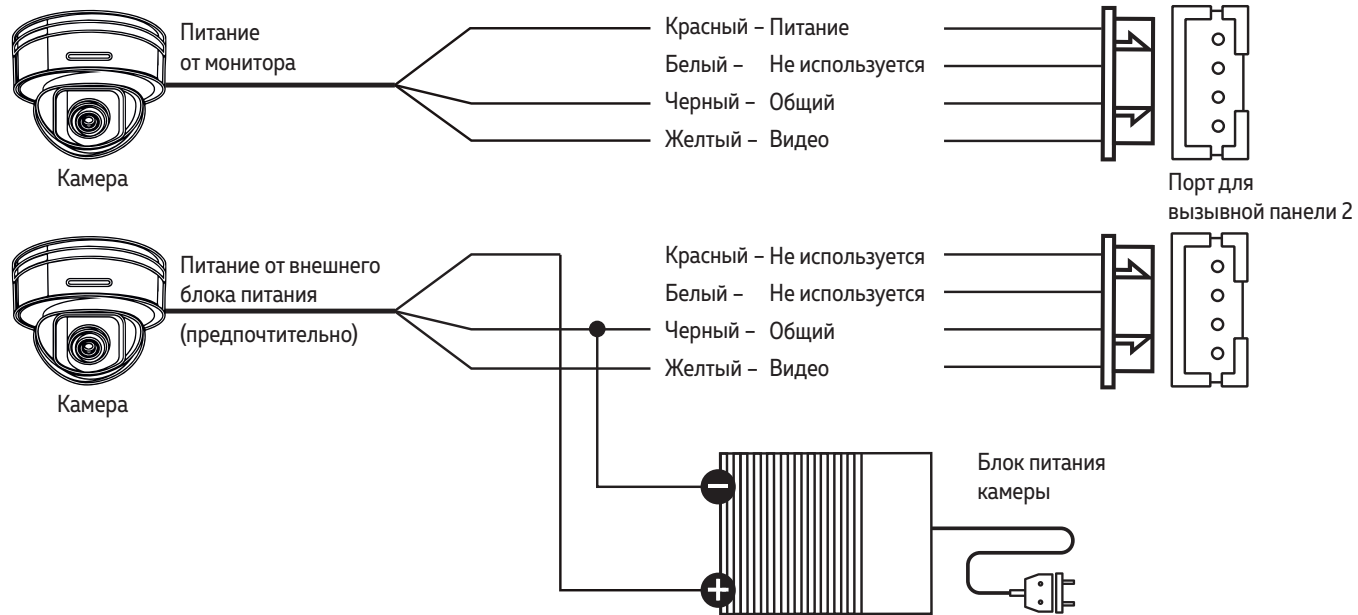 Питание
от монитора
Камера
Красный – Питание
Белый – Не используется
Черный – Общий
Желтый – Видео
Порт для
вызывной панели 2
Питание от внешнего
блока питания
(предпочтительно)
Камера
Красный – Не используется
Белый – Не используется
Черный – Общий
Желтый – Видео
Блок питания
камеры